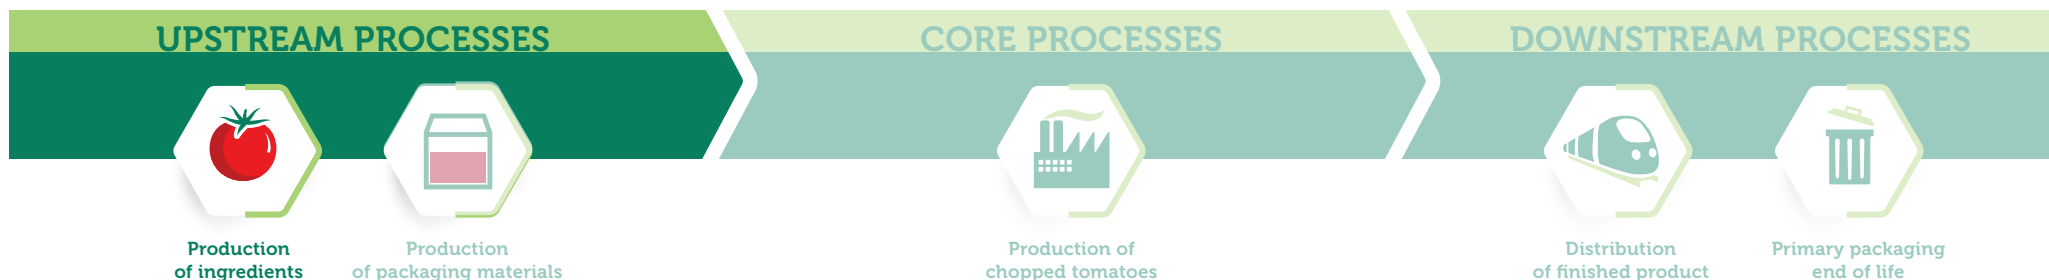 UPSTREAM PROCESSES
CORE PROCESSES
DOWNSTREAM PROCESSES
Production
of ingredients
Production
of packaging materials
Production of
chopped tomatoes
Distribution
of finished product
Primary packaging
end of life